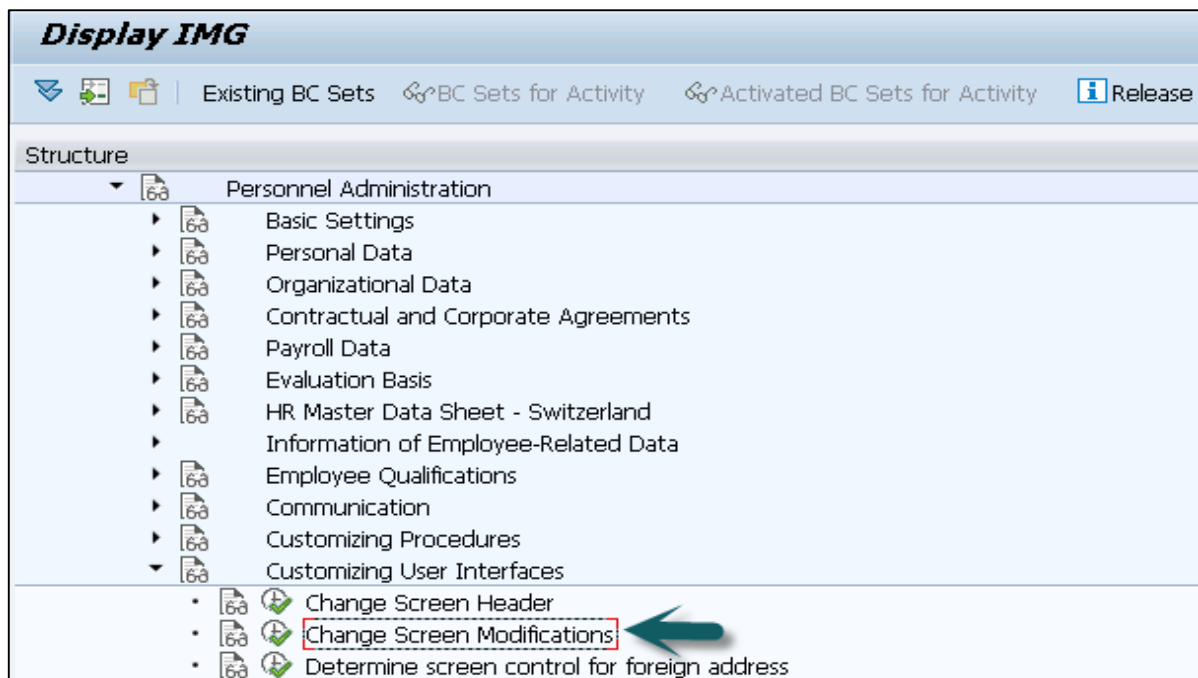 Display IMG
Existing BC Sets BC Sets for Activity Activated BC Sets for Activity Release
Structure
Personnel Administration
Basic Settings
Personal Data
Organizational Data
Contractual and Corporate Agreements
Payroll Data
Evaluation Basis
HR Master Data Sheet - Switzerland
Information of Employee-Related Data
Employee Qualifications
Communication
Customizing Procedures
Customizing User Interfaces
Change Screen Header
Change Screen Modifications
Determine screen control for foreign address